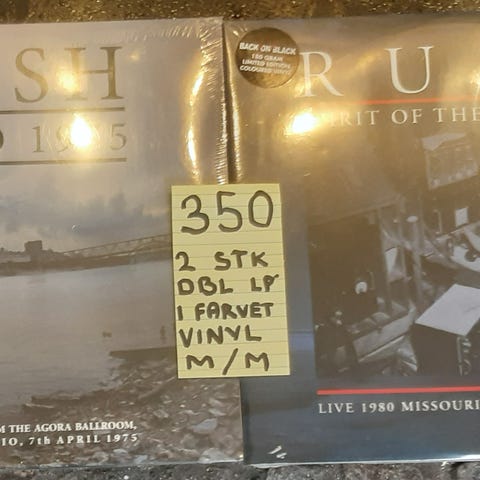 SH
1975
M THE AGORA BALLROOM,
IO, 7th APRIL 1975
BACK ON BLACK
180 GRAM
LIMITED EDITION
COLOURED VINYL
R U
RIT OF THE
LIVE 1980 MISSOURI
350
2 STK
DBL LP
1 FARVET
VINYL
M/M